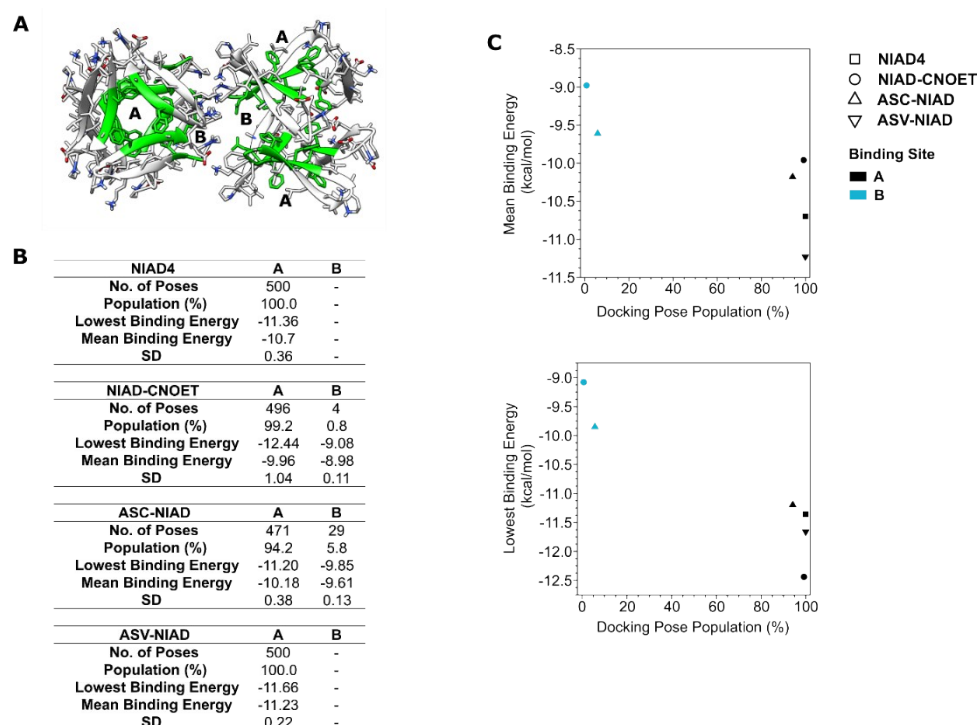 A
A
A
B
B
A
B
NIAD4 A B
No. of Poses 500 -
Population (%) 100.0 -
Lowest Binding Energy -11.36 -
Mean Binding Energy -10.7 -
SD 0.36 -
NIAD-CNOET A B
No. of Poses 496 4
Population (%) 99.2 0.8
Lowest Binding Energy -12.44 -9.08
Mean Binding Energy -9.96 -8.98
SD 1.04 0.11
ASC-NIAD A B
No. of Poses 471 29
Population (%) 94.2 5.8
Lowest Binding Energy -11.20 -9.85
Mean Binding Energy -10.18 -9.61
SD 0.38 0.13
ASV-NIAD A B
No. of Poses 500 -
Population (%) 100.0 -
Lowest Binding Energy -11.66 -
Mean Binding Energy -11.23 -
SD 0.22 -
C
Mean Binding Energy
(kcal/mol)
-8.5
-9.0
-9.5
-10.0
-10.5
-11.0
-11.5
0 20 40 60 80 100
Docking Pose Population (%)
NIAD4
NIAD-CNOET
ASC-NIAD
ASV-NIAD
Binding Site
A
B
Lowest Binding Energy
(kcal/mol)
-9.0
-9.5
-10.0
-10.5
-11.0
-11.5
-12.0
-12.5
0 20 40 60 80 100
Docking Pose Population (%)